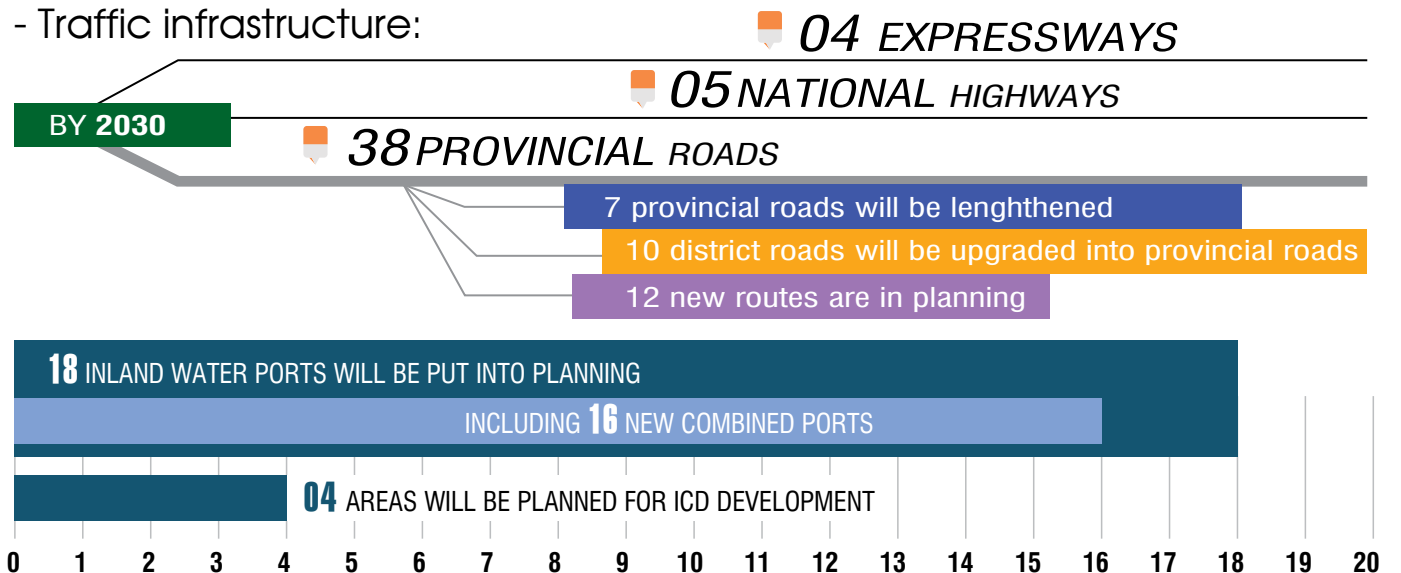 - Traffic infrastructure:
04 EXPRESSWAYS
05 NATIONAL HIGHWAYS
BY 2030
38 PROVINCIAL ROADS
7 provincial roads will be lenghthened
10 district roads will be upgraded into provincial roads
12 new routes are in planning
18 INLAND WATER PORTS WILL BE PUT INTO PLANNING
INCLUDING 16 NEW COMBINED PORTS
04 AREAS WILL BE PLANNED FOR ICD DEVELOPMENT
0 1 2 3 4 5 6 7 8 9 10 11 12 13 14 15 16 17 18 19 20